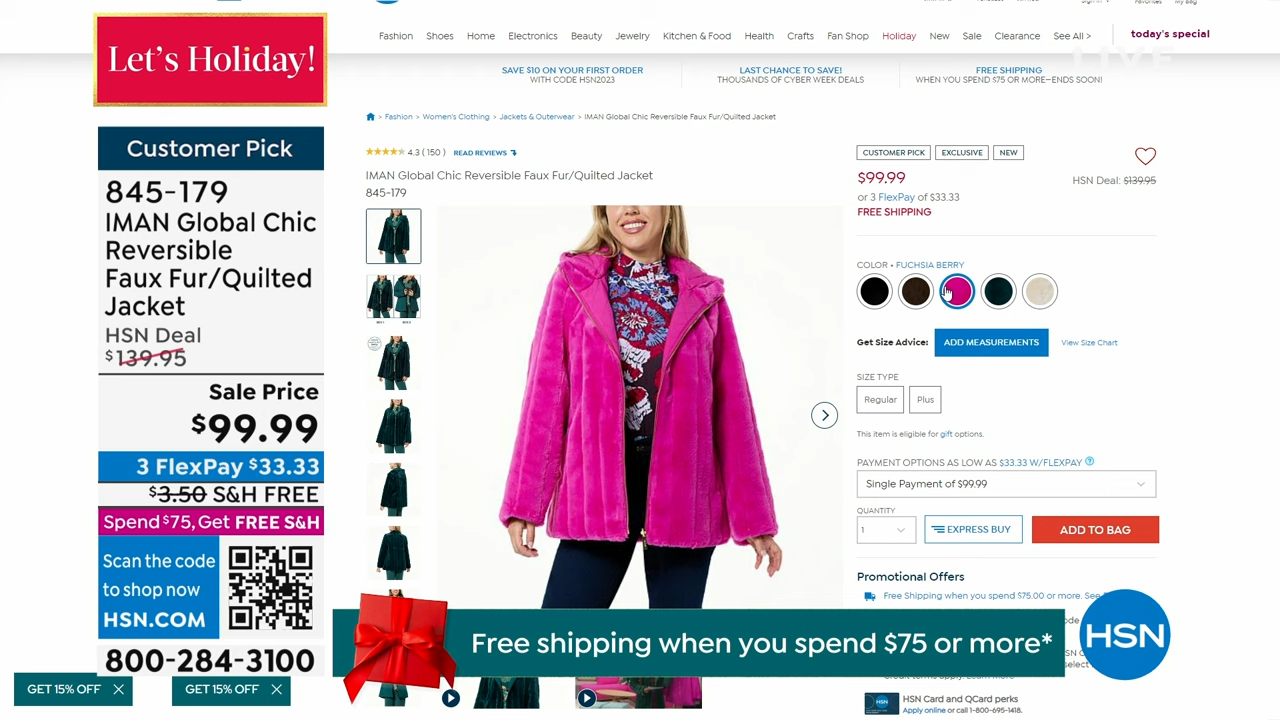 Let's Holiday!
Customer Pick
845-179
IMAN Global Chic
Reversible
Faux Fur/Quilted
Jacket
HSN Deal
$139.95
Sale Price
$99.99
3 FlexPay $33.33
$3.50 S&H FREE
Spend $75, Get FREE S&H
Scan the code
to shop now
HSN.COM
800-284-3100
GET 15% OFF
GET 15% OFF
Fashion Shoes Home Electronics Beauty Jewelry Kitchen & Food Health Crafts Fan Shop Holiday New Sale Clearance See All > today's special
LIVE
SAVE $10 ON YOUR FIRST ORDER
WITH CODE HSN2023
LAST CHANCE TO SAVE!
THOUSANDS OF CYBER WEEK DEALS
FREE SHIPPING
WHEN YOU SPEND $75 OR MORE—ENDS SOON!
> Fashion > Women's Clothing > Jackets & Outerwear > IMAN Global Chic Reversible Faux Fur/Quilted Jacket
4.3 ( 150 ) READ REVIEWS
IMAN Global Chic Reversible Faux Fur/Quilted Jacket
845-179
CUSTOMER PICK EXCLUSIVE NEW
$99.99
HSN Deal: $139.95
or 3 FlexPay of $33.33
FREE SHIPPING
COLOR • FUCHSIA BERRY
Get Size Advice: ADD MEASUREMENTS View Size Chart
SIZE TYPE
Regular Plus
This item is eligible for gift options.
PAYMENT OPTIONS AS LOW AS $33.33 W/FLEXPAY
Single Payment of $99.99
QUANTITY
1
EXPRESS BUY
ADD TO BAG
Promotional Offers
Free Shipping when you spend $75.00 or more. See
Free shipping when you spend $75 or more*
HSN
HSN Card and QCard perks
Apply online or call 1-800-695-1418.